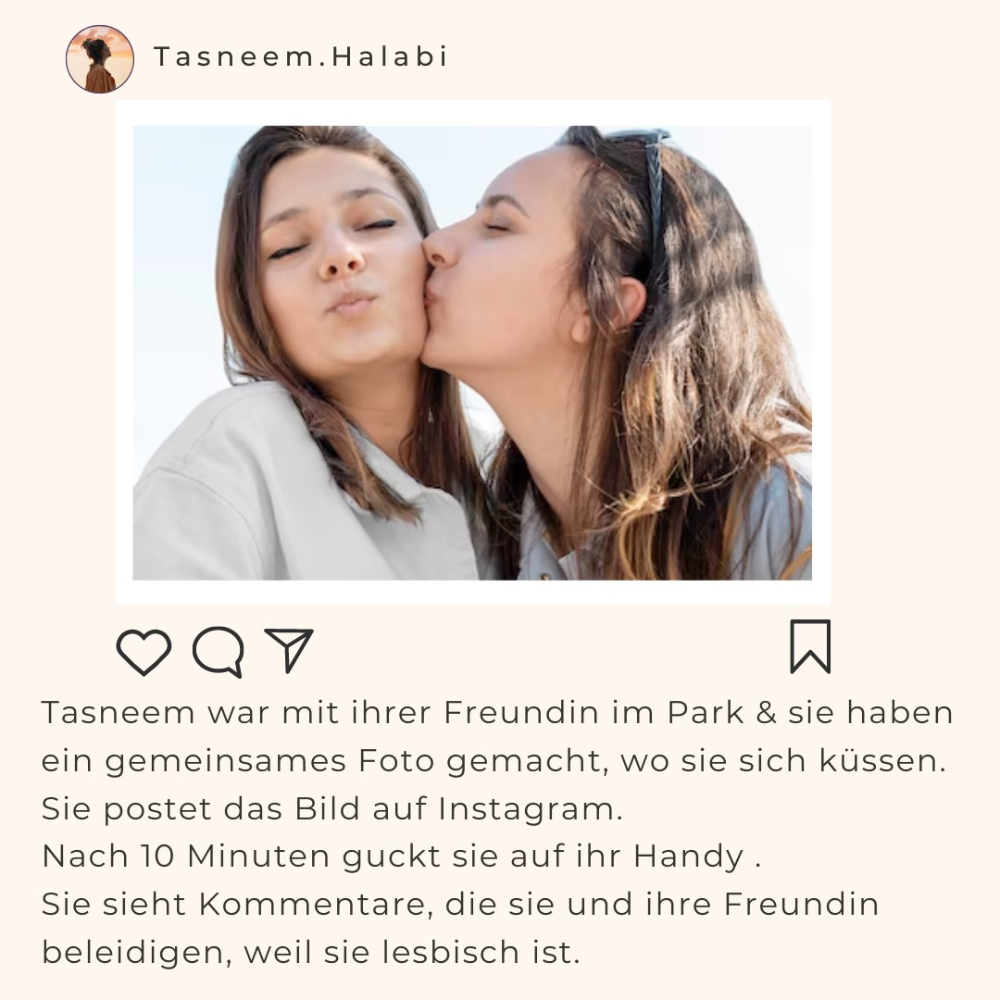 Tasneem.Halabi
Tasneem war mit ihrer Freundin im Park & sie haben
ein gemeinsames Foto gemacht, wo sie sich küssen.
Sie postet das Bild auf Instagram.
Nach 10 Minuten guckt sie auf ihr Handy .
Sie sieht Kommentare, die sie und ihre Freundin
beleidigen, weil sie lesbisch ist.